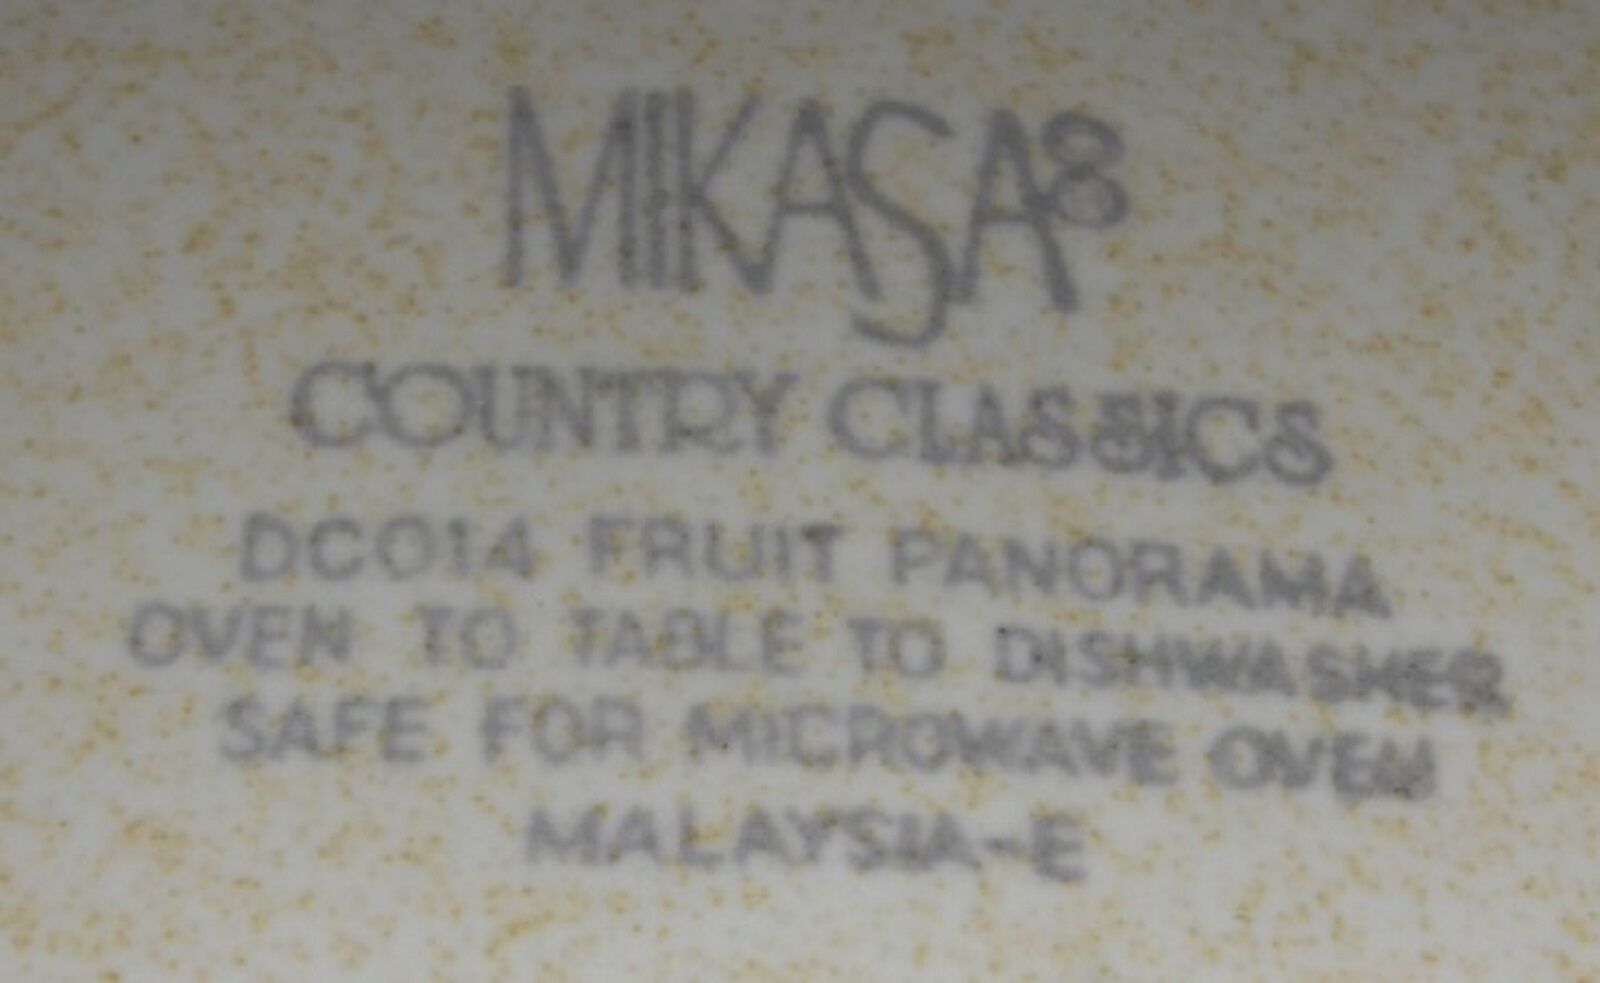 MIKASA®
COUNTRY CLASSICS
DC014 FRUIT PANORAMA
OVEN TO TABLE TO DISHWASHER
SAFE FOR MICROWAVE OVEN
MALAYSIA-E